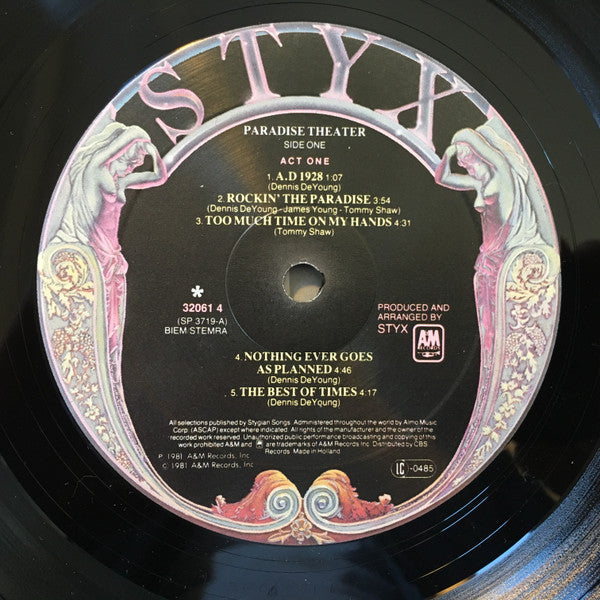 STYX
PARADISE THEATER
SIDE ONE
ACT ONE
1. A.D 1928 1:07
(Dennis DeYoung)
2. ROCKIN' THE PARADISE 3:54
(Dennis DeYoung-James Young-Tommy Shaw)
3. TOO MUCH TIME ON MY HANDS 4:31
(Tommy Shaw)
*
32061 4
(SP 3719-A)
BIEM/STEMRA
PRODUCED AND
ARRANGED BY
STYX
A&M
RECORDS
4. NOTHING EVER GOES
AS PLANNED 4:46
(Dennis DeYoung)
5. THE BEST OF TIMES 4:17
(Dennis DeYoung)
All selections published by Stygian Songs. Administered throughout the world by Almo Music
Corp. (ASCAP) except where indicated. All rights of the manufacturer and the owner of the
recorded work reserved. Unauthorized public performance broadcasting and copying of this
work prohibited A&M and are trademarks of A&M Records Inc. Distributed by CBS
Records. Made in Holland
P 1981 A&M Records, Inc
C 1981 A&M Records, Inc.
LC -0485